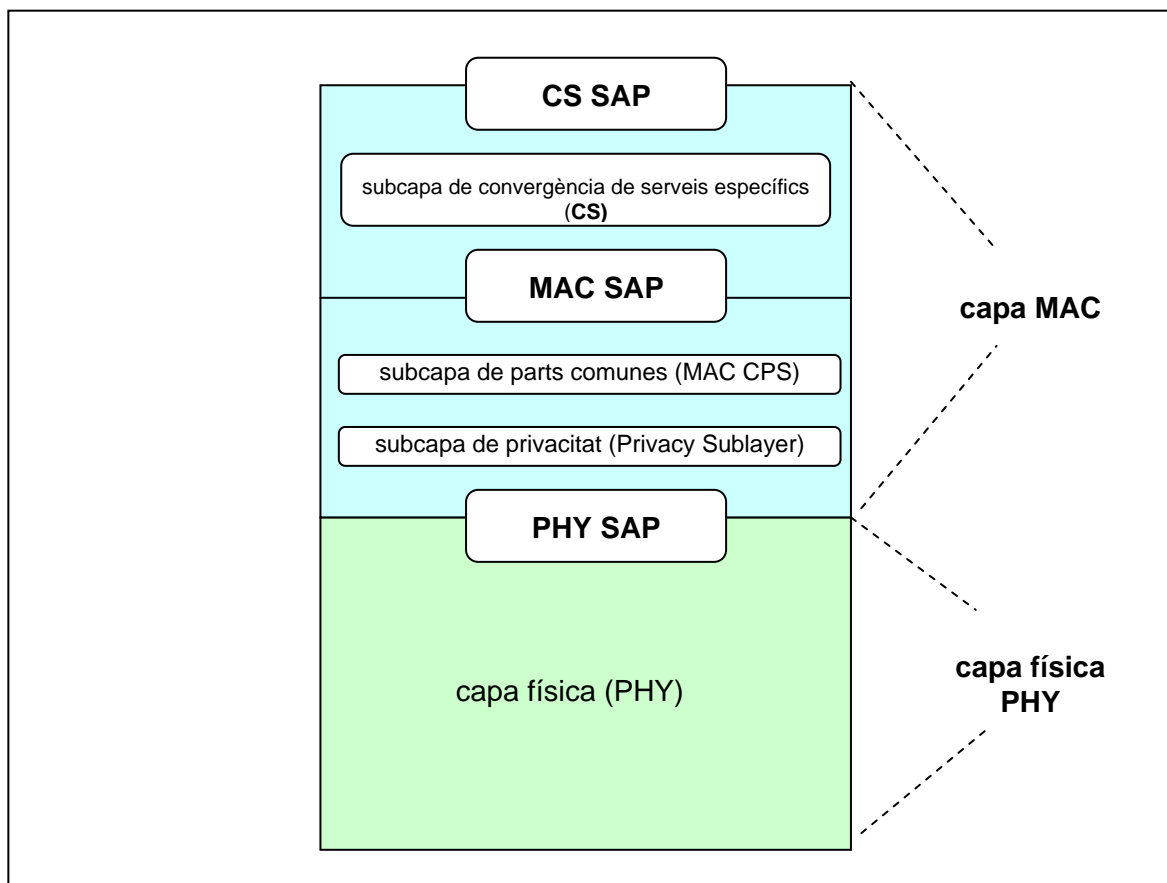 CS SAP
subcapa de convergència de serveis específics
(CS)
MAC SAP
capa MAC
subcapa de parts comunes (MAC CPS)
subcapa de privacitat (Privacy Sublayer)
PHY SAP
capa física (PHY)
capa física
PHY